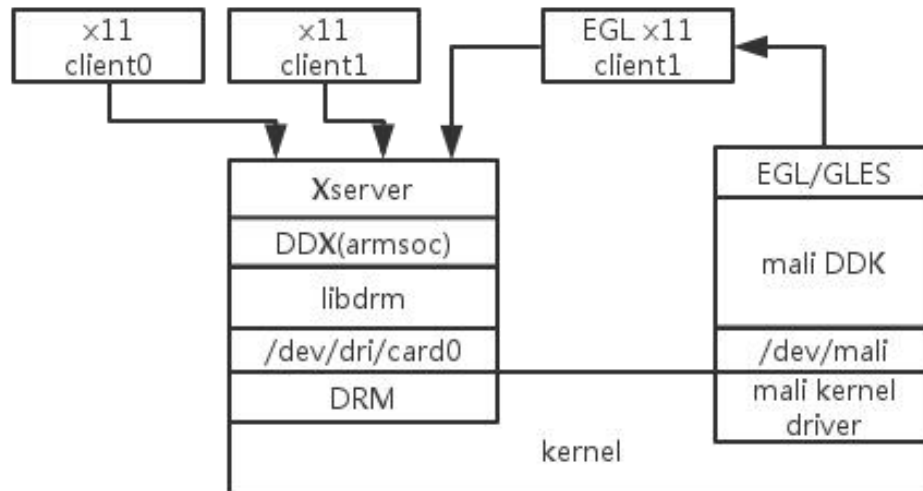 x11
client0
x11
client1
EGL x11
client1
Xserver
DDX(armsoc)
libdrm
/dev/dri/card0
DRM
EGL/GLES
mali DDK
/dev/mali
mali kernel
driver
kernel